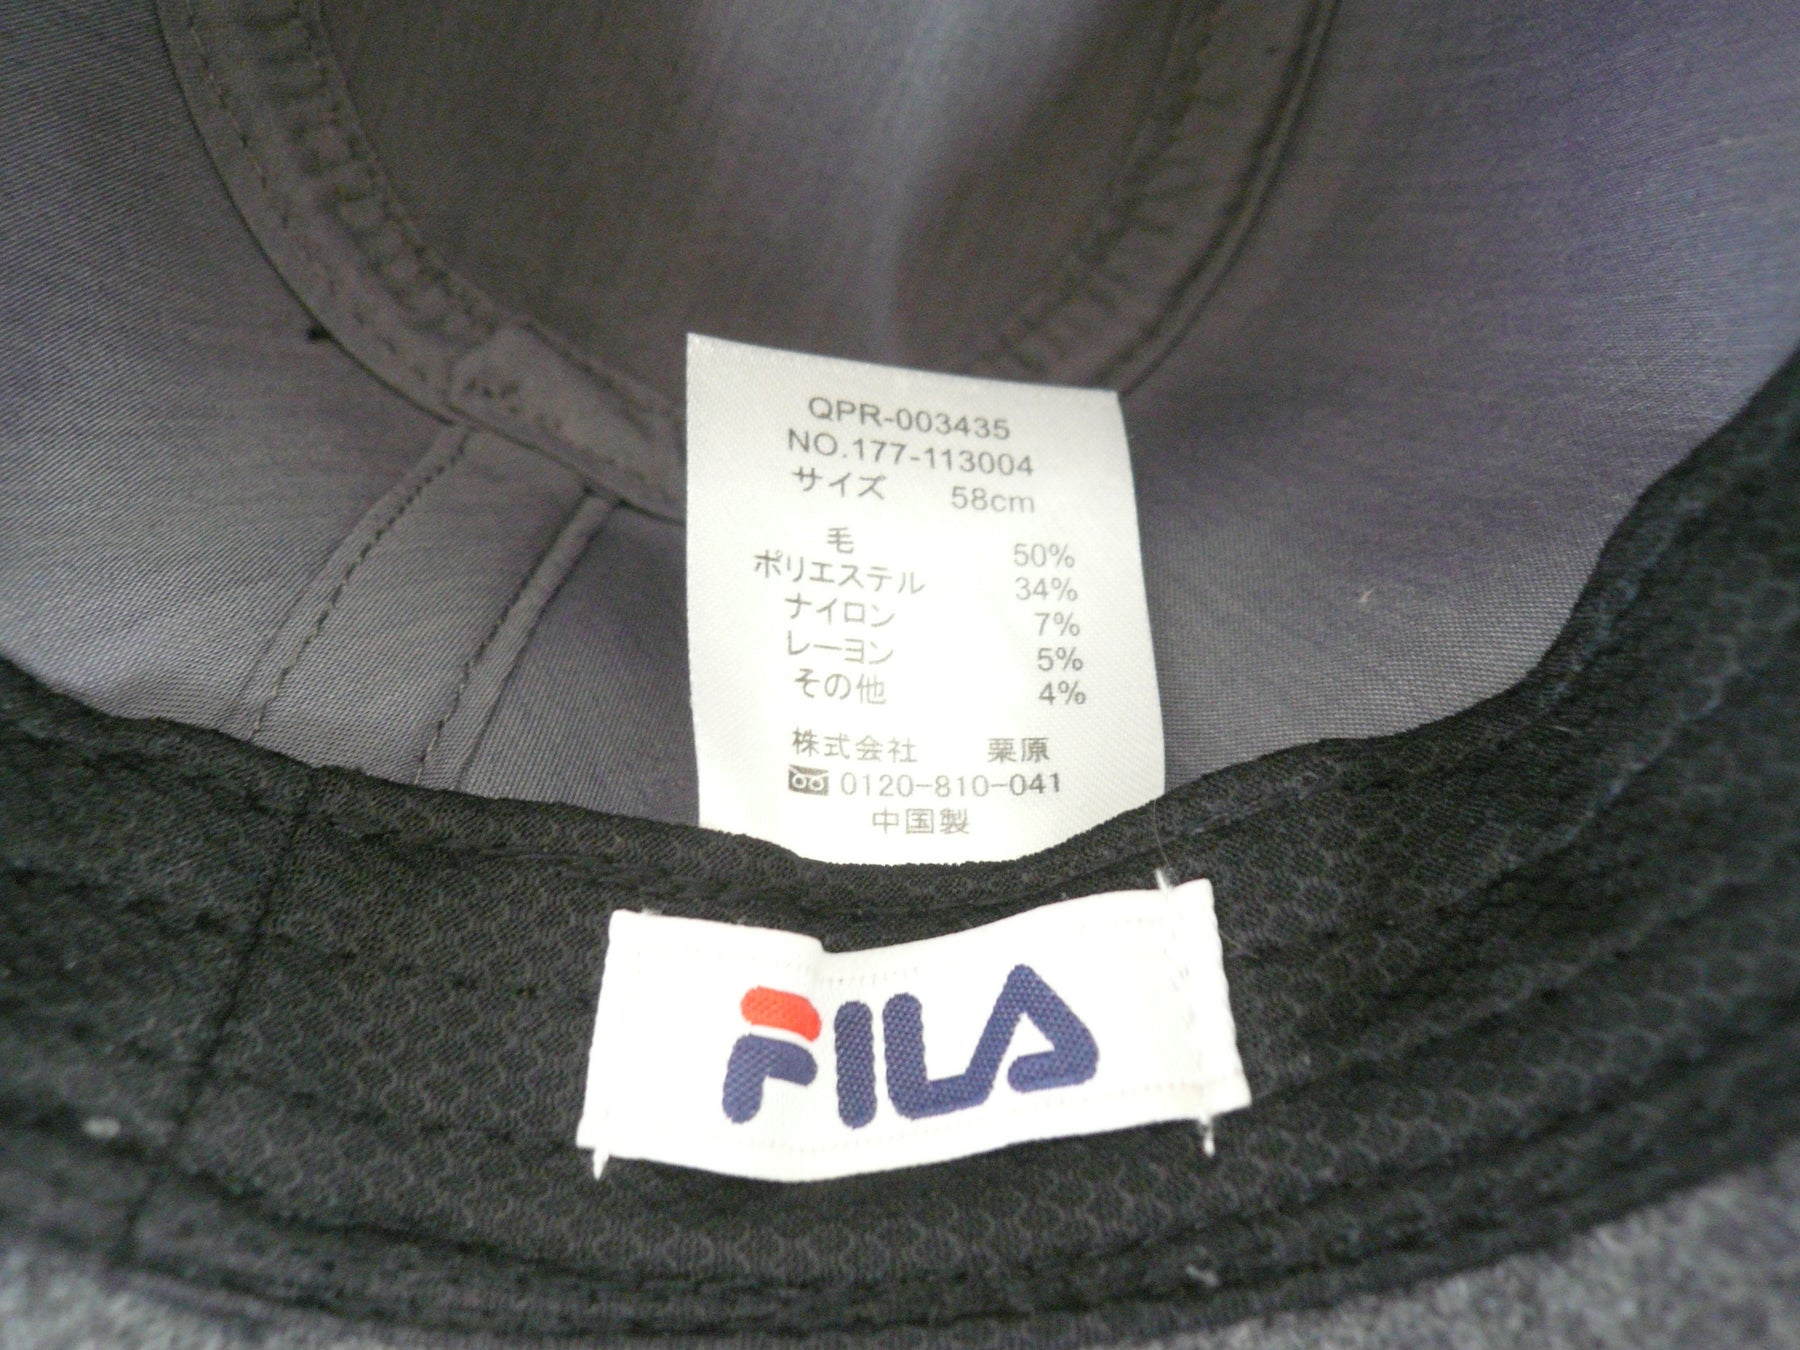 QPR-003435
NO.177-113004
サイズ 58cm
毛 50%
ポリエステル 34%
ナイロン 7%
レーヨン 5%
その他 4%
株式会社 栗原
0120-810-041
中国製
FILA